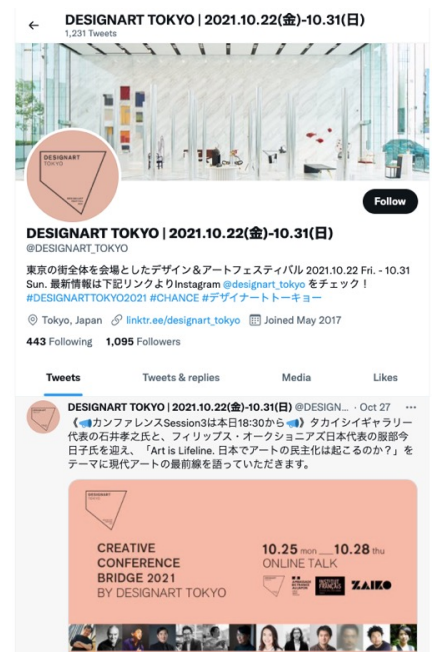 DESIGNART TOKYO | 2021.10.22(金)-10.31(日)
1,231 Tweets
DESIGNART
TOKYO
Follow
DESIGNART TOKYO | 2021.10.22(金)-10.31(日)
@DESIGNART_TOKYO
東京の街全体を会場としたデザイン＆アートフェスティバル 2021.10.22 Fri. - 10.31
Sun. 最新情報は下記リンクよりInstagram @designart_tokyo をチェック！
#DESIGNARTTOKYO2021 #CHANCE #デザイナートトーキョー
Tokyo, Japan linktr.ee/designart_tokyo Joined May 2017
443 Following 1,095 Followers
Tweets Tweets & replies Media Likes
DESIGNART TOKYO | 2021.10.22(金)-10.31(日) @DESIGN... · Oct 27
《📣カンファレンスSession3は本日18:30から📣》タカイシイギャラリー
代表の石井孝之氏と、フィリップス・オークショニアズ日本代表の服部今
日子氏を迎え、「Art is Lifeline. 日本でアートの民主化は起こるのか？」を
テーマに現代アートの最前線を語っていただきます。
DESIGNART
TOKYO
CREATIVE
CONFERENCE
BRIDGE 2021
BY DESIGNART TOKYO
10.25 mon __ 10.28 thu
ONLINE TALK
INSTITUT
FRANÇAIS
ZAIKO